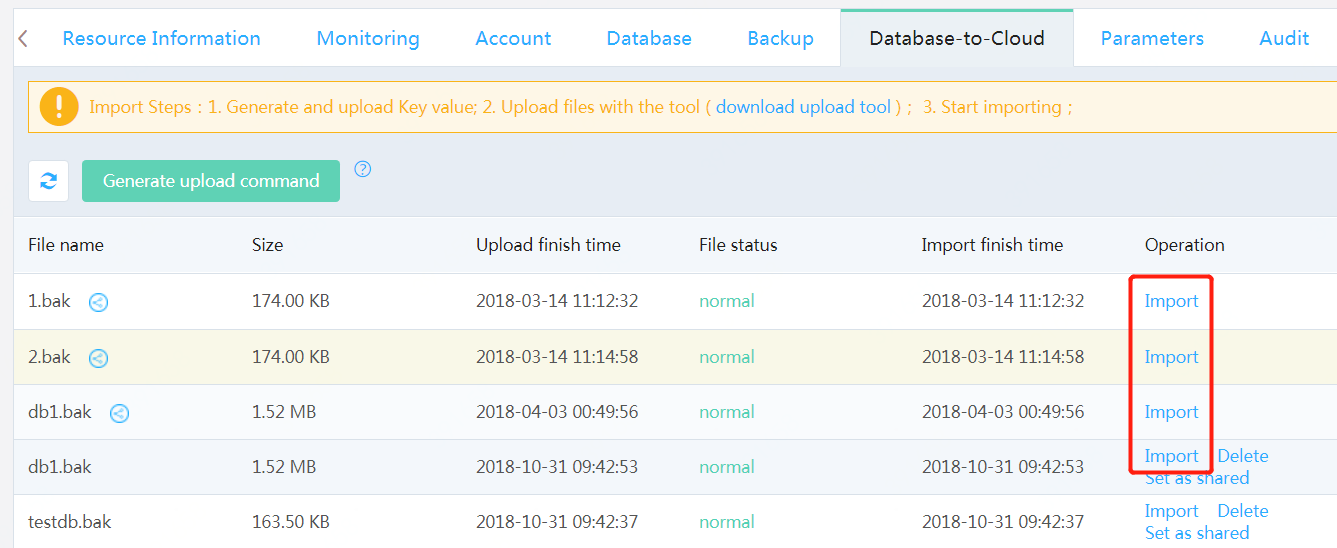 Resource Information Monitoring Account Database Backup Database-to-Cloud Parameters Audit
Import Steps : 1. Generate and upload Key value; 2. Upload files with the tool ( download upload tool ) ; 3. Start importing ;
Generate upload command ?
File name Size Upload finish time File status Import finish time Operation
1.bak 174.00 KB 2018-03-14 11:12:32 normal 2018-03-14 11:12:32 Import
2.bak 174.00 KB 2018-03-14 11:14:58 normal 2018-03-14 11:14:58 Import
db1.bak 1.52 MB 2018-04-03 00:49:56 normal 2018-04-03 00:49:56 Import
db1.bak 1.52 MB 2018-10-31 09:42:53 normal 2018-10-31 09:42:53 Import Delete
Set as shared
testdb.bak 163.50 KB 2018-10-31 09:42:37 normal 2018-10-31 09:42:37 Import Delete
Set as shared